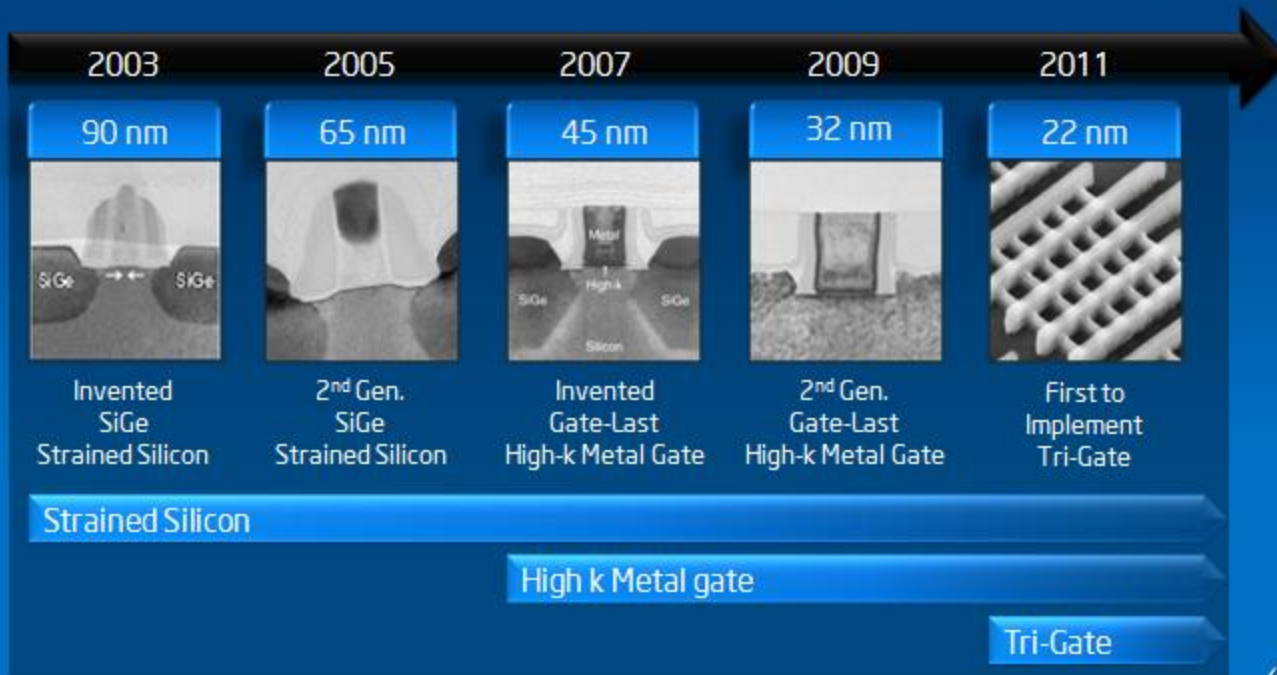 2003
2005
2007
2009
2011
90 nm
65 nm
45 nm
32 nm
22 nm
SiGe
SiGe
Metal
High-k
SiGe
SiGe
Silicon
Invented
SiGe
Strained Silicon
2nd Gen.
SiGe
Strained Silicon
Invented
Gate-Last
High-k Metal Gate
2nd Gen.
Gate-Last
High-k Metal Gate
First to
Implement
Tri-Gate
Strained Silicon
High k Metal gate
Tri-Gate